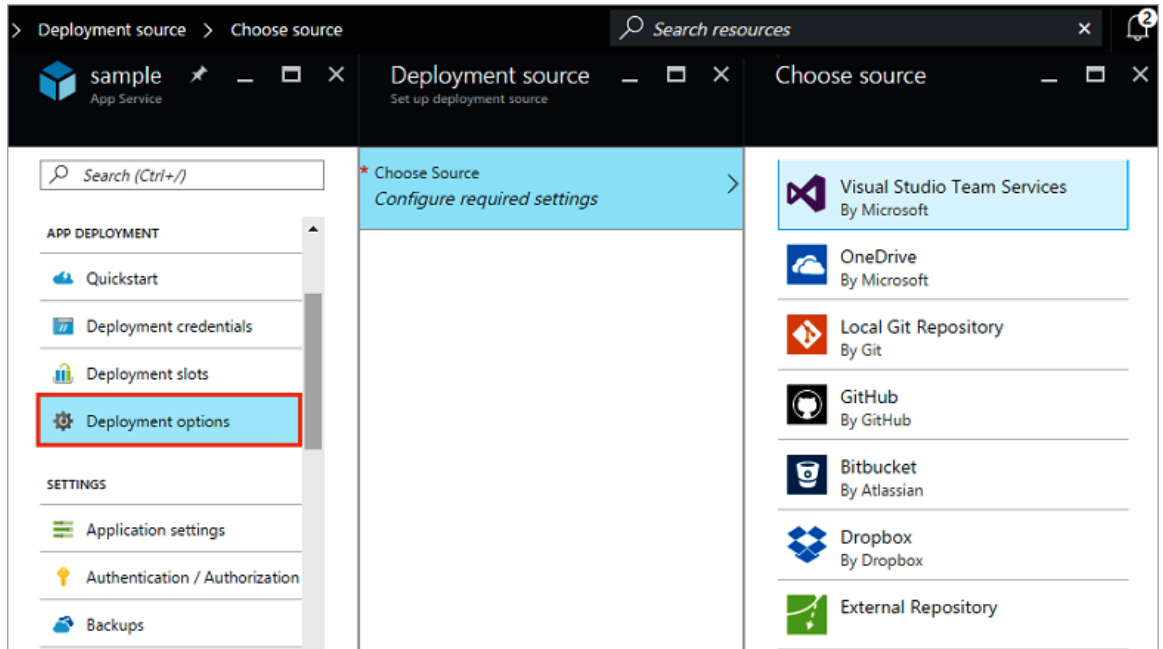 Deployment source > Choose source
Search resources
2
sample
App Service
Search (Ctrl+/)
APP DEPLOYMENT
Quickstart
Deployment credentials
Deployment slots
Deployment options
SETTINGS
Application settings
Authentication / Authorization
Backups
Deployment source
Set up deployment source
* Choose Source
Configure required settings
Choose source
Visual Studio Team Services
By Microsoft
OneDrive
By Microsoft
Local Git Repository
By Git
GitHub
By GitHub
Bitbucket
By Atlassian
Dropbox
By Dropbox
External Repository